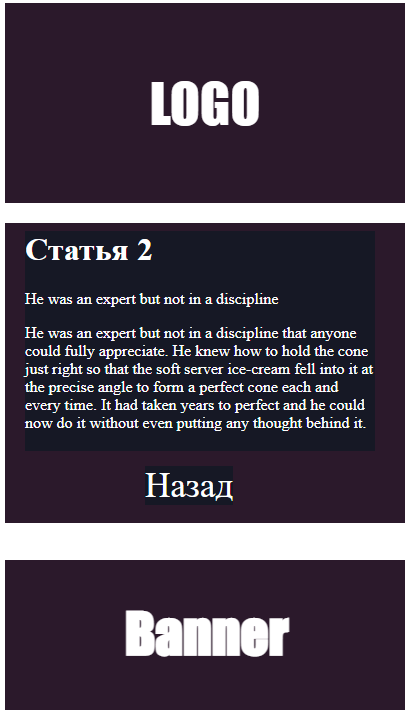 LOGO
Статья 2
He was an expert but not in a discipline
He was an expert but not in a discipline that anyone
could fully appreciate. He knew how to hold the cone
just right so that the soft server ice-cream fell into it at
the precise angle to form a perfect cone each and
every time. It had taken years to perfect and he could
now do it without even putting any thought behind it.
Назад
Banner